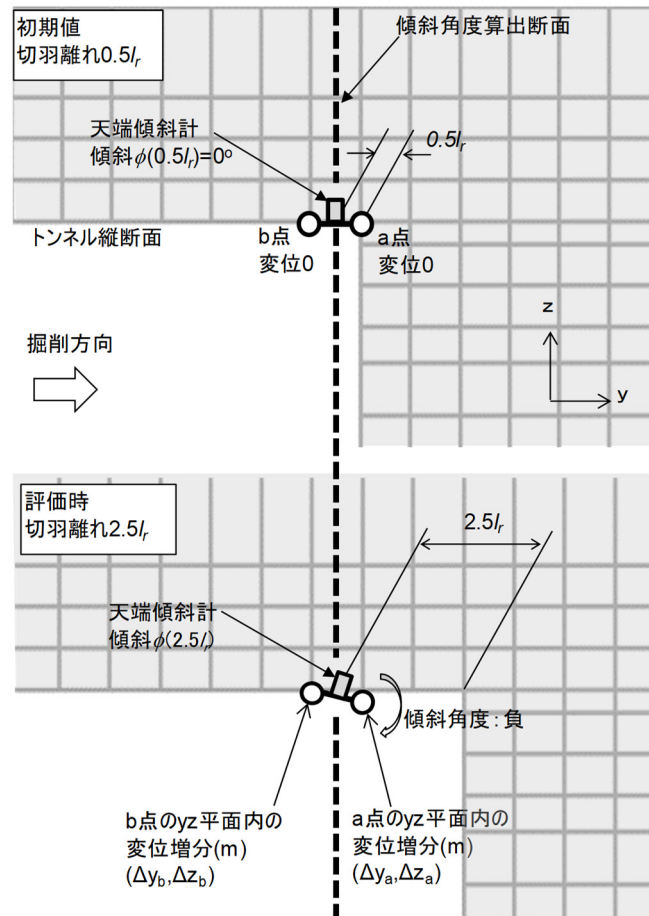 初期値
切羽離れ0.5lr
傾斜角度算出断面
天端傾斜計
傾斜ϕ(0.5lr)=0º
0.5lr
トンネル縦断面
b点
変位0
a点
変位0
掘削方向
z
y
評価時
切羽離れ2.5lr
2.5lr
天端傾斜計
傾斜ϕ(2.5lr)
傾斜角度:負
b点のyz平面内の
変位増分(m)
(Δyb,Δzb)
a点のyz平面内の
変位増分(m)
(Δya,Δza)